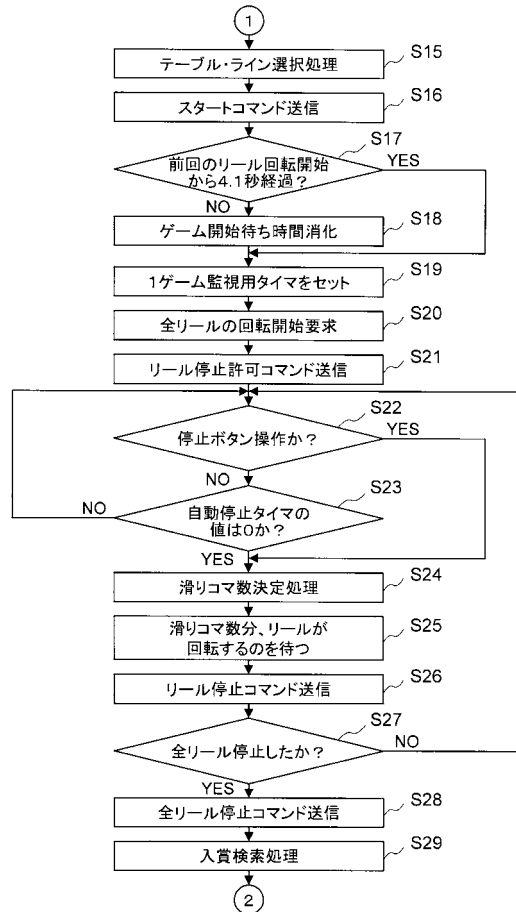 1
テーブル・ライン選択処理
S15
スタートコマンド送信
S16
前回のリール回転開始
から4.1秒経過？
S17
YES
NO
ゲーム開始待ち時間消化
S18
1ゲーム監視用タイマをセット
S19
全リールの回転開始要求
S20
リール停止許可コマンド送信
S21
停止ボタン操作か？
S22
YES
NO
自動停止タイマの
値は0か？
S23
NO
YES
滑りコマ数決定処理
S24
滑りコマ数分、リールが
回転するのを待つ
S25
リール停止コマンド送信
S26
全リール停止したか？
S27
NO
YES
全リール停止コマンド送信
S28
入賞検索処理
S29
2